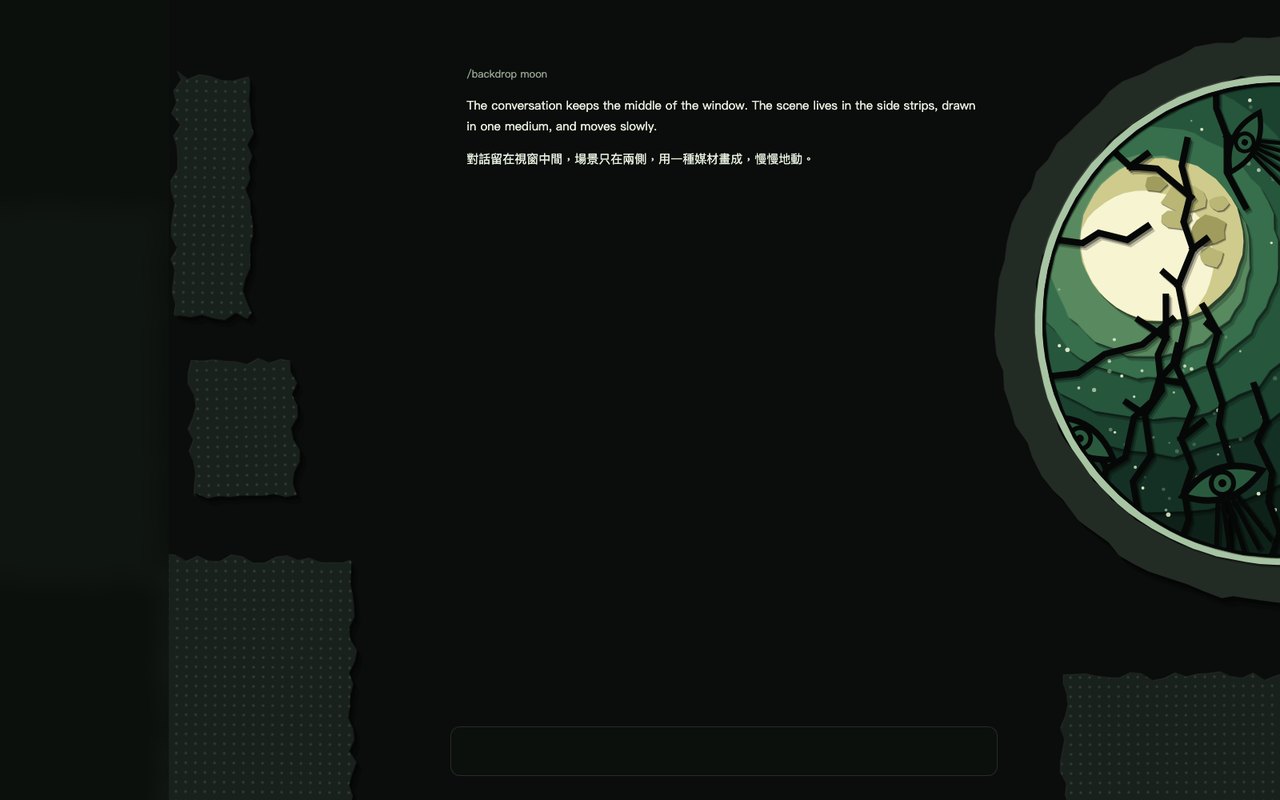 /backdrop moon
The conversation keeps the middle of the window. The scene lives in the side strips, drawn
in one medium, and moves slowly.
對話留在視窗中間，場景只在兩側，用一種媒材畫成，慢慢地動。